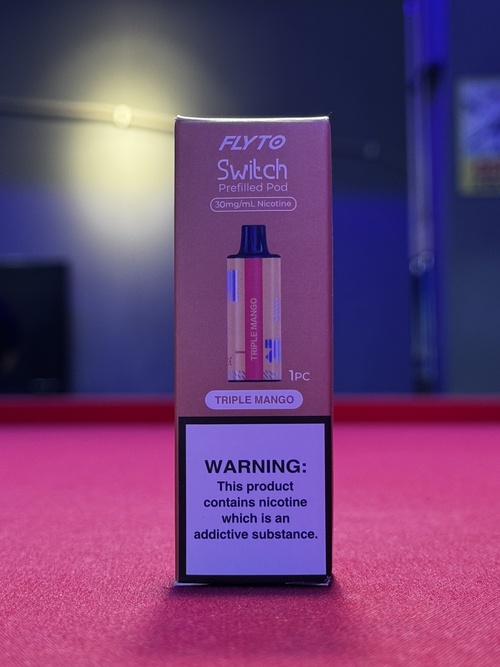 FLYTO
Switch
Prefilled Pod
30mg/mL Nicotine
TRIPLE MANGO
1PC
TRIPLE MANGO
WARNING:
This product
contains nicotine
which is an
addictive substance.